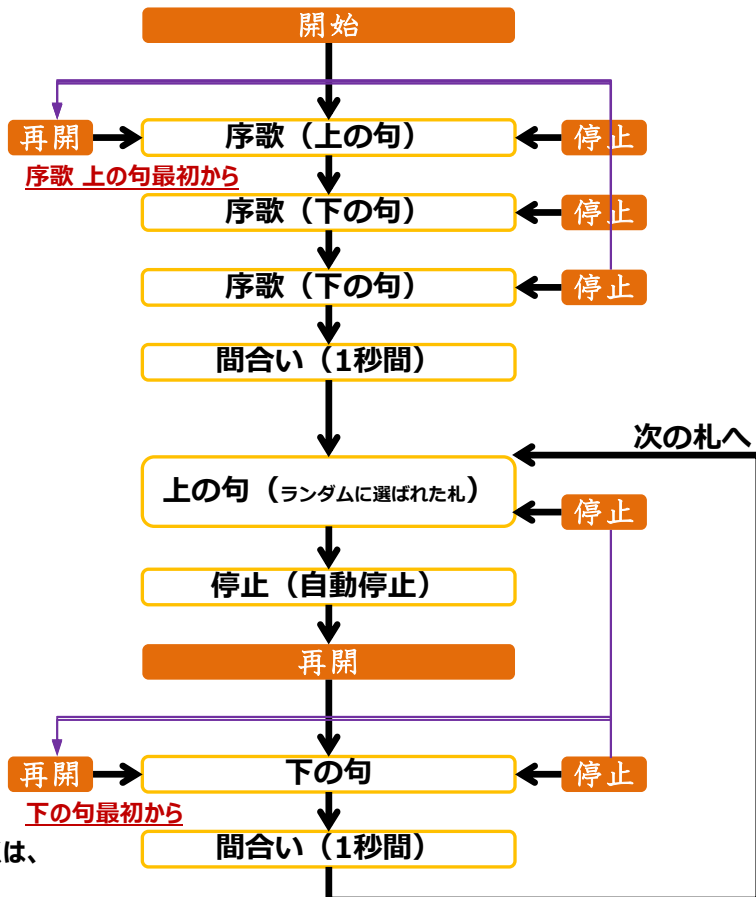 開始
再開
序歌（上の句）
停止
序歌 上の句最初から
序歌（下の句）
停止
序歌（下の句）
停止
間合い（1秒間）
次の札へ
上の句（ランダムに選ばれた札）
停止
停止（自動停止）
再開
再開
下の句
停止
下の句最初から
間合い（1秒間）
は、